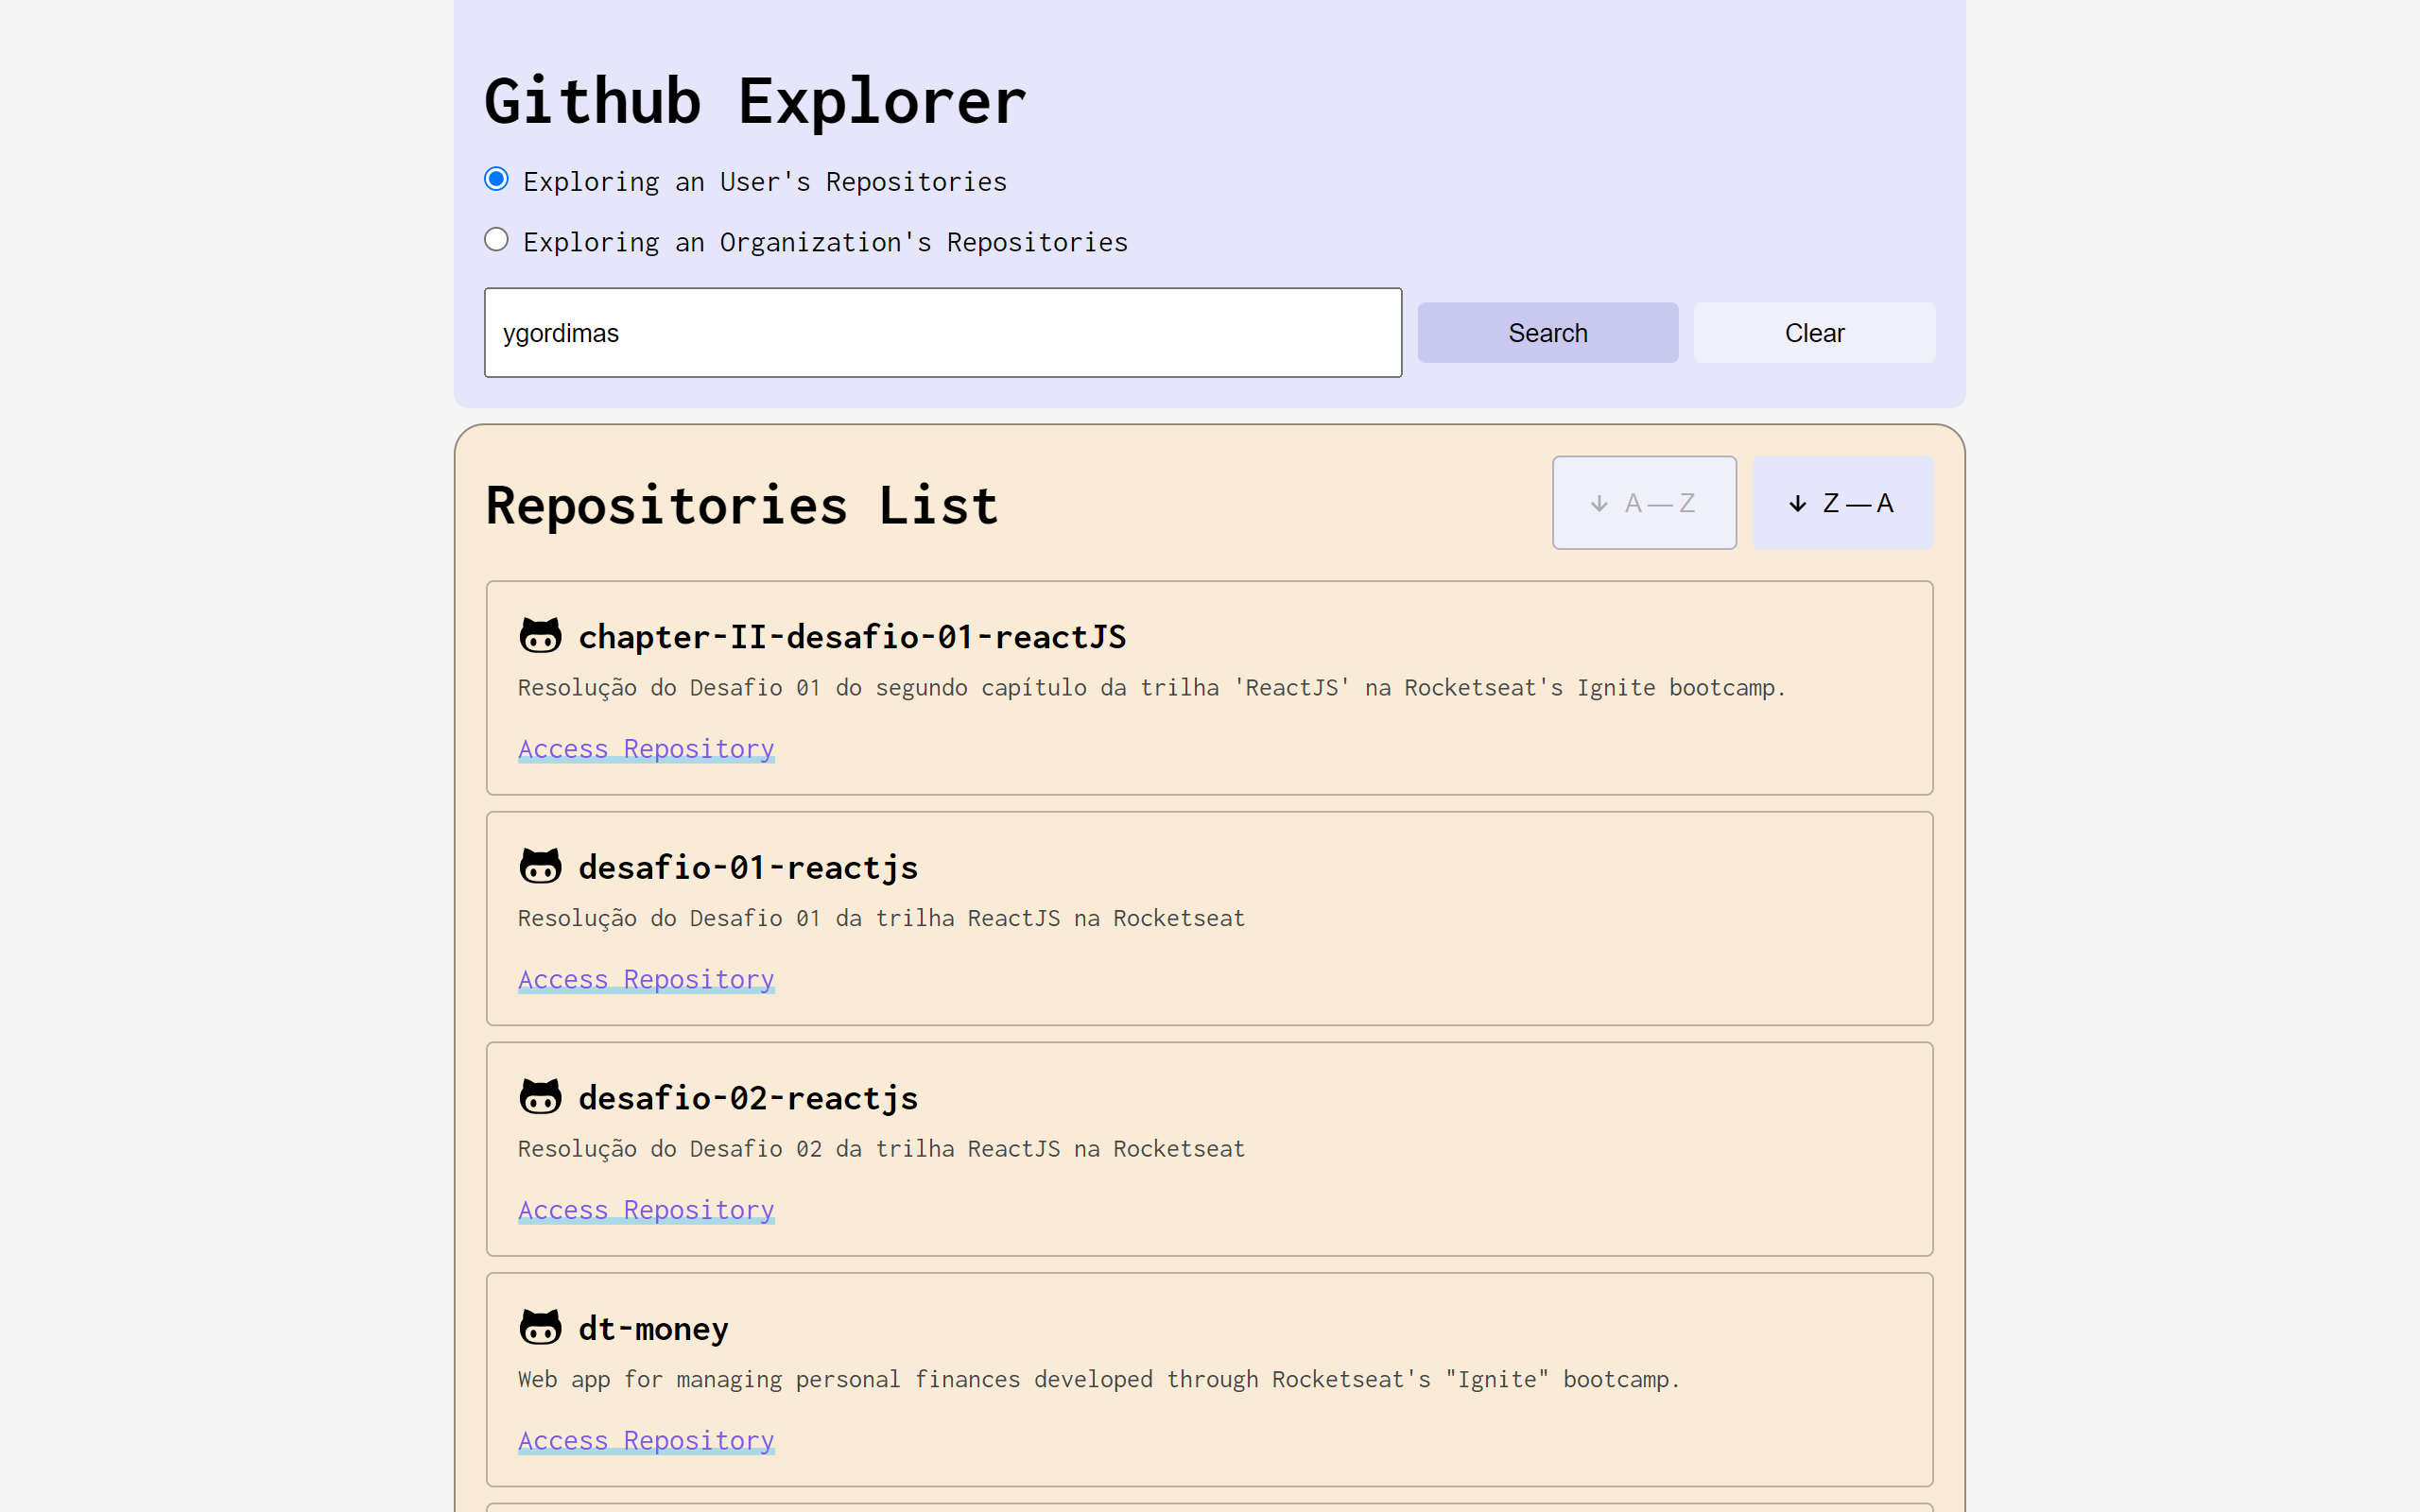 Github Explorer
Exploring an User's Repositories
Exploring an Organization's Repositories
ygordimas Search Clear
Repositories List ↓ A — Z ↓ Z — A
chapter-II-desafio-01-reactJS
Resolução do Desafio 01 do segundo capítulo da trilha 'ReactJS' na Rocketseat's Ignite bootcamp.
Access Repository
desafio-01-reactjs
Resolução do Desafio 01 da trilha ReactJS na Rocketseat
Access Repository
desafio-02-reactjs
Resolução do Desafio 02 da trilha ReactJS na Rocketseat
Access Repository
dt-money
Web app for managing personal finances developed through Rocketseat's "Ignite" bootcamp.
Access Repository